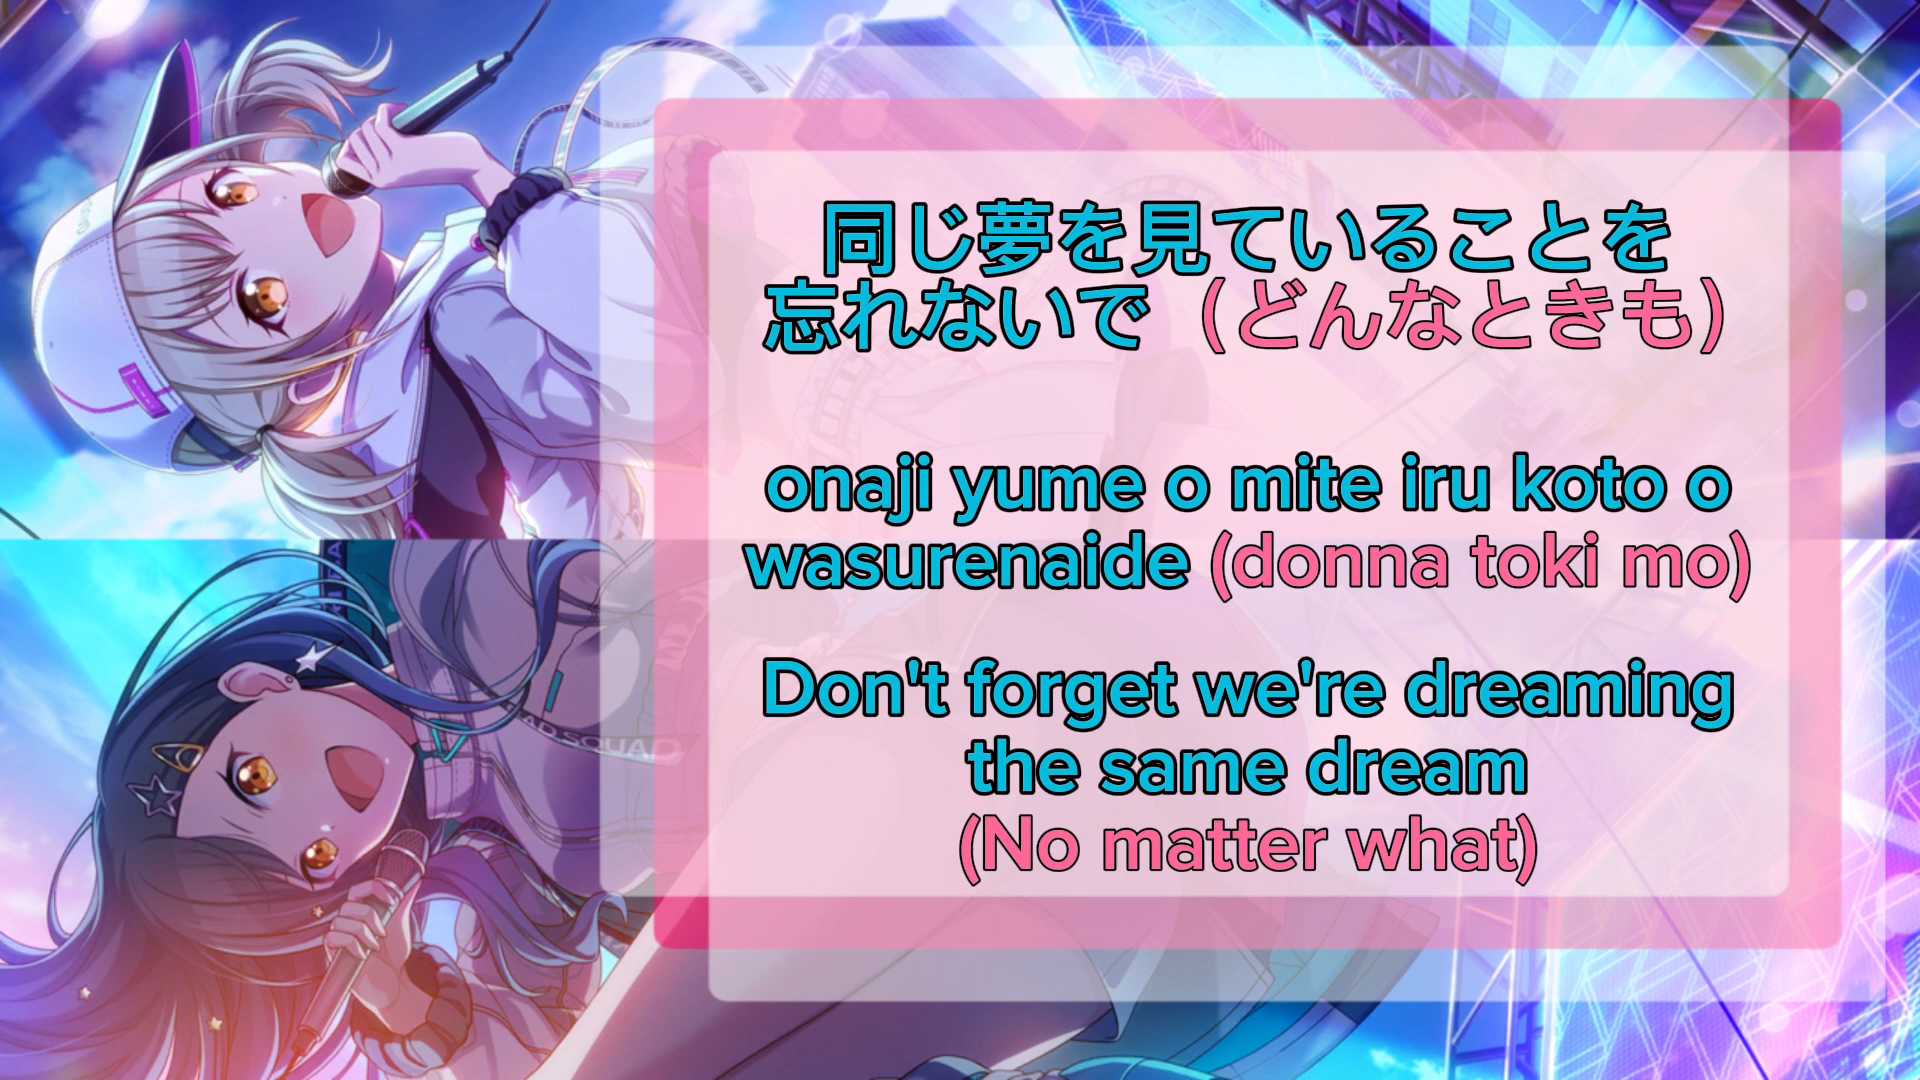 同じ夢を見ていることを
忘れないで（どんなときも）
onaji yume o mite iru koto o
wasurenaide (donna toki mo)
Don't forget we're dreaming
the same dream
(No matter what)